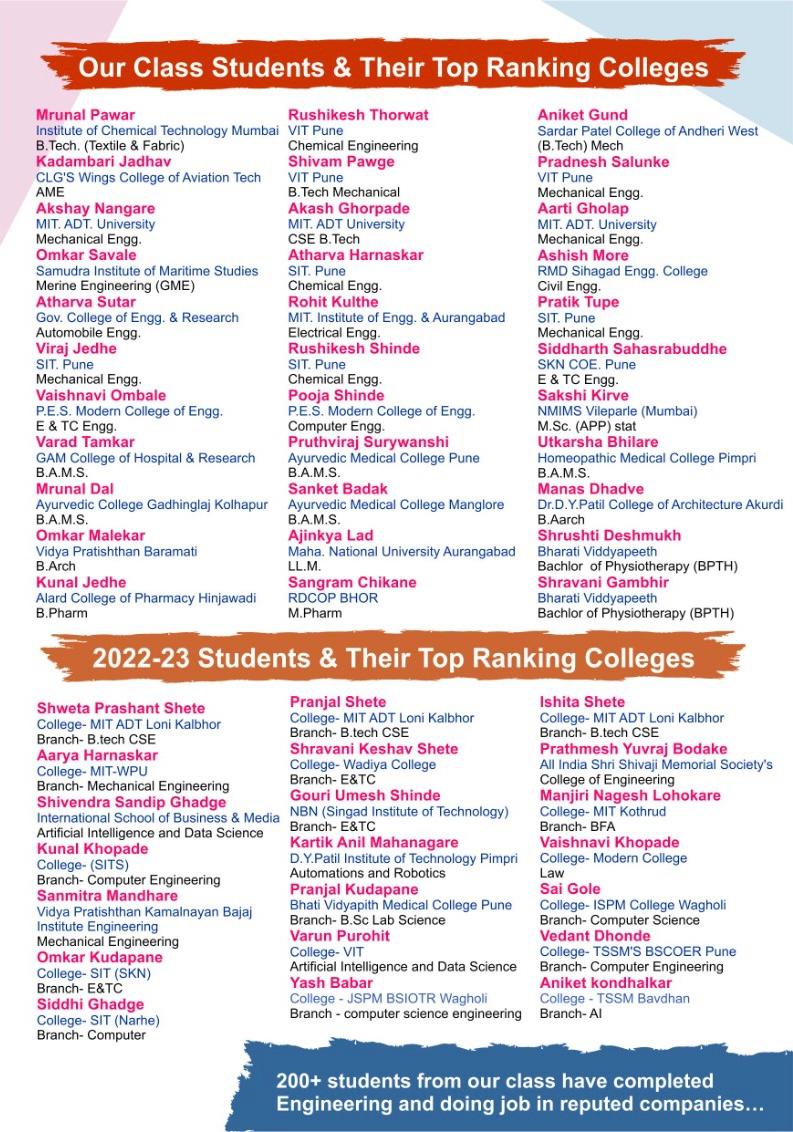 Our Class Students & Their Top Ranking Colleges
Mrunal Pawar
Institute of Chemical Technology Mumbai
B.Tech. (Textile & Fabric)
Kadambari Jadhav
CLG'S Wings College of Aviation Tech
AME
Akshay Nangare
MIT. ADT. University
Mechanical Engg.
Omkar Savale
Samudra Institute of Maritime Studies
Merine Engineering (GME)
Atharva Sutar
Gov. College of Engg. & Research
Automobile Engg.
Viraj Jedhe
SIT. Pune
Mechanical Engg.
Vaishnavi Ombale
P.E.S. Modern College of Engg.
E & TC Engg.
Varad Tamkar
GAM College of Hospital & Research
B.A.M.S.
Mrunal Dal
Ayurvedic College Gadhinglaj Kolhapur
B.A.M.S.
Omkar Malekar
Vidya Pratishthan Baramati
B.Arch
Kunal Jedhe
Alard College of Pharmacy Hinjawadi
B.Pharm
Rushikesh Thorwat
VIT Pune
Chemical Engineering
Shivam Pawge
VIT Pune
B.Tech Mechanical
Akash Ghorpade
MIT. ADT University
CSE B.Tech
Atharva Harnaskar
SIT. Pune
Chemical Engg.
Rohit Kulthe
MIT. Institute of Engg. & Aurangabad
Electrical Engg.
Rushikesh Shinde
SIT. Pune
Chemical Engg.
Pooja Shinde
P.E.S. Modern College of Engg.
Computer Engg.
Pruthviraj Surywanshi
Ayurvedic Medical College Pune
B.A.M.S.
Sanket Badak
Ayurvedic Medical College Manglore
B.A.M.S.
Ajinkya Lad
Maha. National University Aurangabad
LL.M.
Sangram Chikane
RDCOP BHOR
M.Pharm
Aniket Gund
Sardar Patel College of Andheri West
(B.Tech) Mech
Pradnesh Salunke
VIT Pune
Mechanical Engg.
Aarti Gholap
MIT. ADT. University
Mechanical Engg.
Ashish More
RMD Sihagad Engg. College
Civil Engg.
Pratik Tupe
SIT. Pune
Mechanical Engg.
Siddharth Sahasrabuddhe
SKN COE. Pune
E & TC Engg.
Sakshi Kirve
NMIMS Vileparle (Mumbai)
M.Sc. (APP) stat
Utkarsha Bhilare
Homeopathic Medical College Pimpri
B.A.M.S.
Manas Dhadve
Dr.D.Y.Patil College of Architecture Akurdi
B.Aarch
Shrushti Deshmukh
Bharati Viddyapeeth
Bachlor of Physiotherapy (BPTH)
Shravani Gambhir
Bharati Viddyapeeth
Bachlor of Physiotherapy (BPTH)
2022-23 Students & Their Top Ranking Colleges
Shweta Prashant Shete
College- MIT ADT Loni Kalbhor
Branch- B.tech CSE
Aarya Harnaskar
College- MIT-WPU
Branch- Mechanical Engineering
Shivendra Sandip Ghadge
International School of Business & Media
Artificial Intelligence and Data Science
Kunal Khopade
College- (SITS)
Branch- Computer Engineering
Sanmitra Mandhare
Vidya Pratishthan Kamalnayan Bajaj
Institute Engineering
Mechanical Engineering
Omkar Kudapane
College- SIT (SKN)
Branch- E&TC
Siddhi Ghadge
College- SIT (Narhe)
Branch- Computer
Pranjal Shete
College- MIT ADT Loni Kalbhor
Branch- B.tech CSE
Shravani Keshav Shete
College- Wadiya College
Branch- E&TC
Gouri Umesh Shinde
NBN (Singad Institute of Technology)
Branch- E&TC
Kartik Anil Mahanagare
D.Y.Patil Institute of Technology Pimpri
Automations and Robotics
Pranjal Kudapane
Bhati Vidyapith Medical College Pune
Branch- B.Sc Lab Science
Varun Purohit
College- VIT
Artificial Intelligence and Data Science
Yash Babar
College - JSPM BSIOTR Wagholi
Branch - computer science engineering
Ishita Shete
College- MIT ADT Loni Kalbhor
Branch- B.tech CSE
Prathmesh Yuvraj Bodake
All India Shri Shivaji Memorial Society's
College of Engineering
Manjiri Nagesh Lohokare
College- MIT Kothrud
Branch- BFA
Vaishnavi Khopade
College- Modern College
Law
Sai Gole
College- ISPM College Wagholi
Branch- Computer Science
Vedant Dhonde
College- TSSM'S BSCOER Pune
Branch- Computer Engineering
Aniket kondhalkar
College - TSSM Bavdhan
Branch- AI
200+ students from our class have completed
Engineering and doing job in reputed companies…